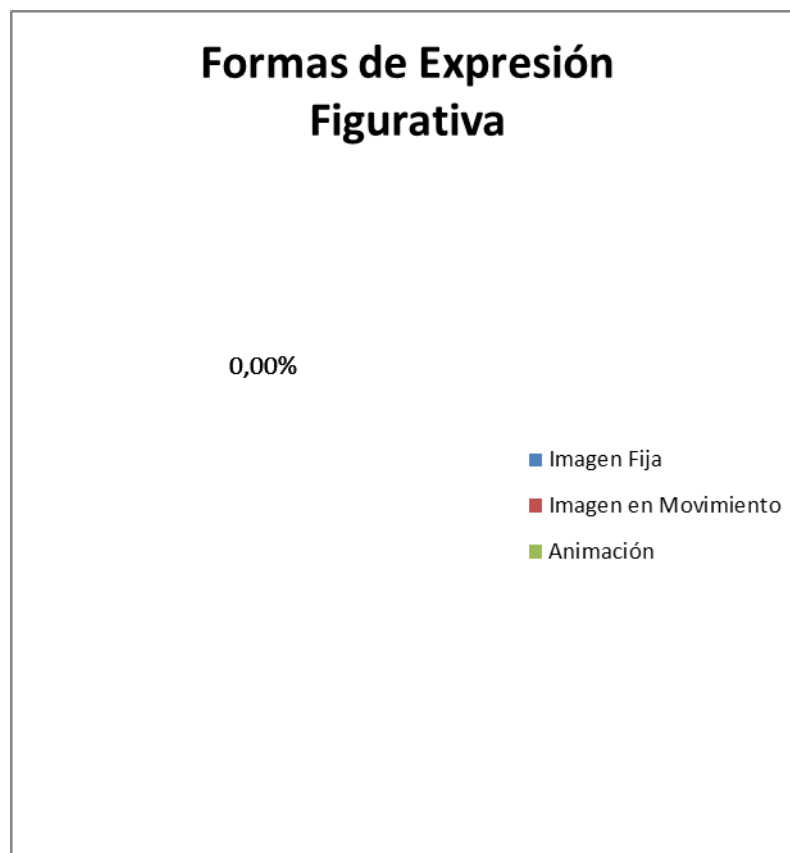 Formas de Expresión
Figurativa
0,00%
Imagen Fija
Imagen en Movimiento
Animación